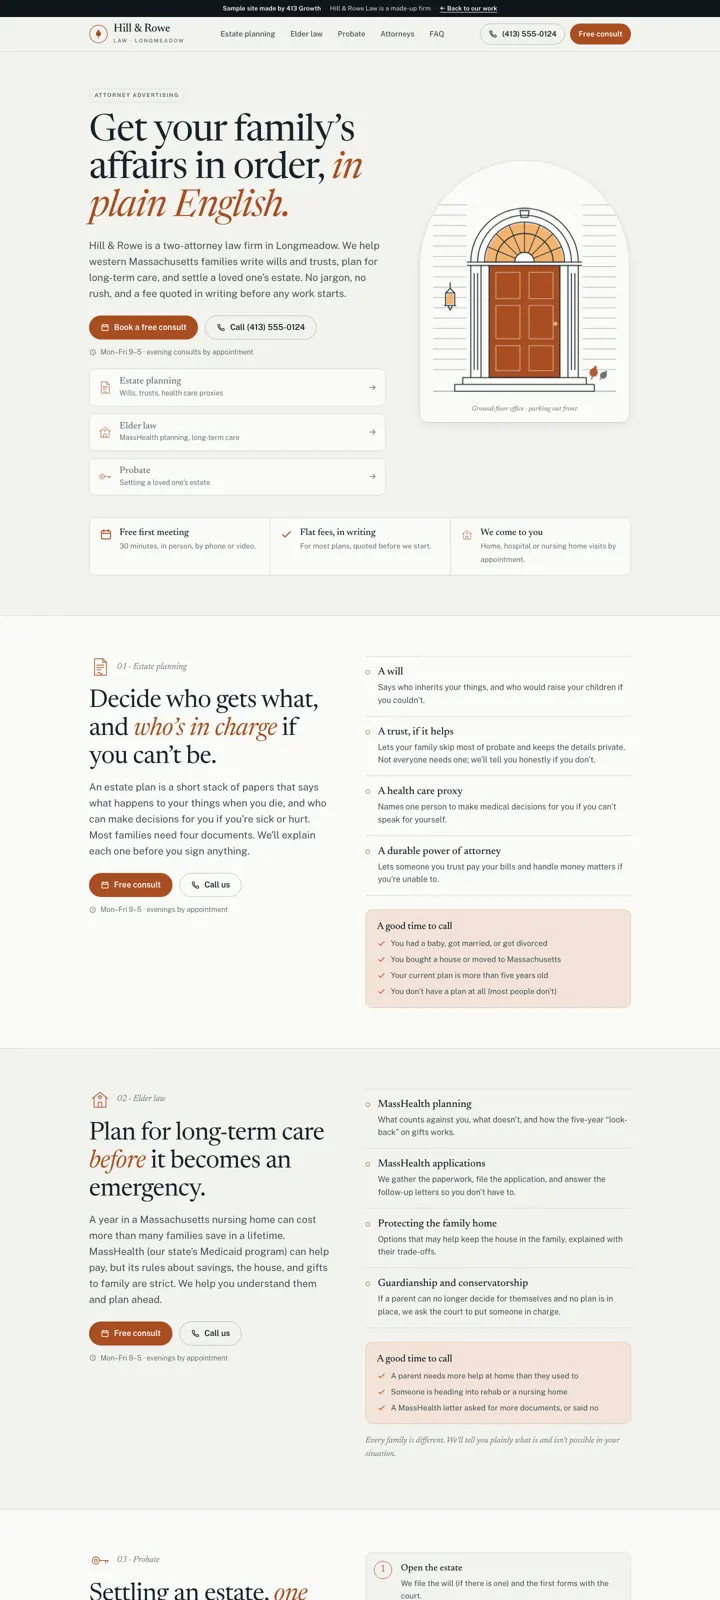 Sample site made by 413 Growth · Hill & Rowe Law is a made-up firm ← Back to our work
Hill & Rowe
LAW · LONGMEADOW
Estate planning Elder law Probate Attorneys FAQ
(413) 555-0124
Free consult
ATTORNEY ADVERTISING
Get your family’s
affairs in order, in
plain English.
Hill & Rowe is a two-attorney law firm in Longmeadow. We help
western Massachusetts families write wills and trusts, plan for
long-term care, and settle a loved one’s estate. No jargon, no
rush, and a fee quoted in writing before any work starts.
Book a free consult
Call (413) 555-0124
Mon–Fri 9–5 · evening consults by appointment
Estate planning
Wills, trusts, health care proxies
→
Elder law
MassHealth planning, long-term care
→
Probate
Settling a loved one’s estate
→
Ground-floor office · parking out front
Free first meeting
30 minutes, in person, by phone or video.
Flat fees, in writing
For most plans, quoted before we start.
We come to you
Home, hospital or nursing home visits by
appointment.
01 · Estate planning
Decide who gets what,
and who’s in charge if
you can’t be.
An estate plan is a short stack of papers that says
what happens to your things when you die, and who
can make decisions for you if you’re sick or hurt.
Most families need four documents. We’ll explain
each one before you sign anything.
Free consult
Call us
Mon–Fri 9–5 · evenings by appointment
A will
Says who inherits your things, and who would raise your children if
you couldn’t.
A trust, if it helps
Lets your family skip most of probate and keeps the details private.
Not everyone needs one; we’ll tell you honestly if you don’t.
A health care proxy
Names one person to make medical decisions for you if you can’t
speak for yourself.
A durable power of attorney
Lets someone you trust pay your bills and handle money matters if
you’re unable to.
A good time to call
You had a baby, got married, or got divorced
You bought a house or moved to Massachusetts
Your current plan is more than five years old
You don’t have a plan at all (most people don’t)
02 · Elder law
Plan for long-term care
before it becomes an
emergency.
A year in a Massachusetts nursing home can cost
more than many families save in a lifetime.
MassHealth (our state’s Medicaid program) can help
pay, but its rules about savings, the house, and gifts
to family are strict. We help you understand them
and plan ahead.
Free consult
Call us
Mon–Fri 9–5 · evenings by appointment
MassHealth planning
What counts against you, what doesn’t, and how the five-year “look-
back” on gifts works.
MassHealth applications
We gather the paperwork, file the application, and answer the
follow-up letters so you don’t have to.
Protecting the family home
Options that may help keep the house in the family, explained with
their trade-offs.
Guardianship and conservatorship
If a parent can no longer decide for themselves and no plan is in
place, we ask the court to put someone in charge.
A good time to call
A parent needs more help at home than they used to
Someone is heading into rehab or a nursing home
A MassHealth letter asked for more documents, or said no
Every family is different. We’ll tell you plainly what is and isn’t possible in your
situation.
03 · Probate
Settling an estate, one
1
Open the estate
We file the will (if there is one) and the first forms with the
court.